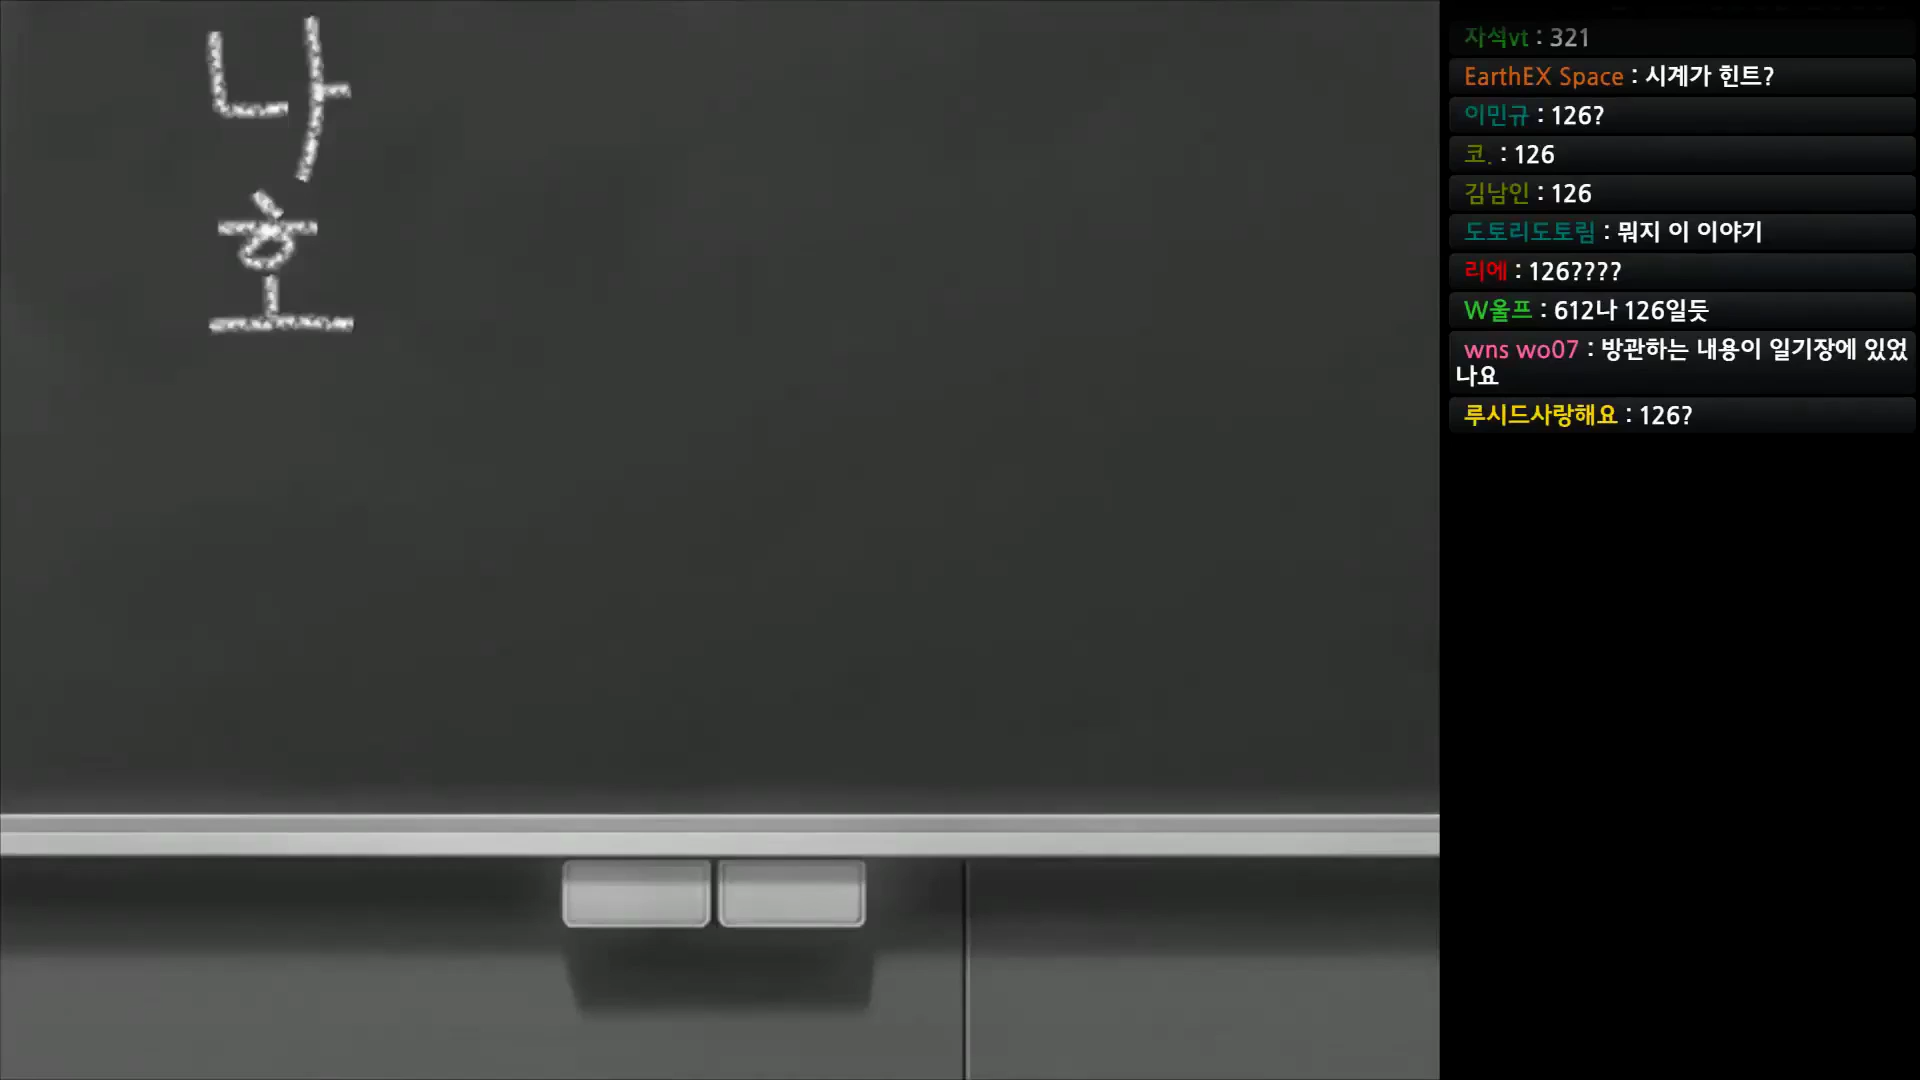 나
호
자석vt : 321
EarthEX Space : 시계가 힌트?
이민규 : 126?
코. : 126
김남인 : 126
도토리도토림 : 뭐지 이 이야기
리에 : 126????
W울프 : 612나 126일듯
wns wo07 : 방관하는 내용이 일기장에 있었
나요
루시드사랑해요 : 126?